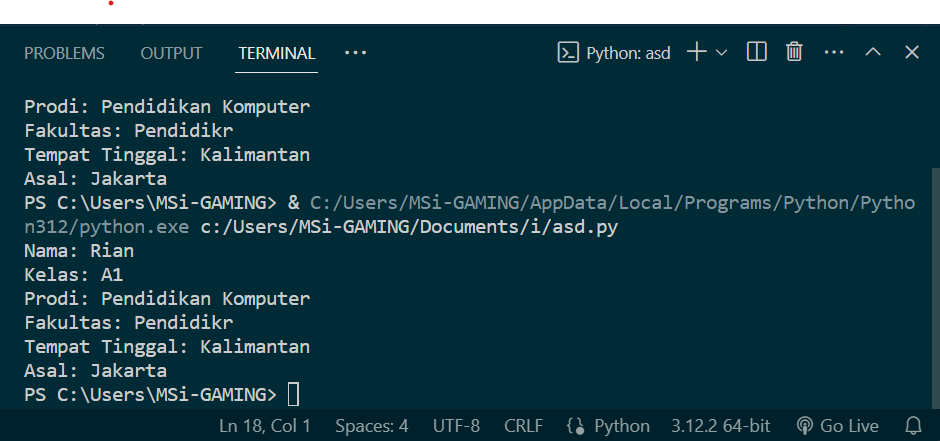 PROBLEMS OUTPUT TERMINAL ··· Python: asd
Prodi: Pendidikan Komputer
Fakultas: Pendidikr
Tempat Tinggal: Kalimantan
Asal: Jakarta
PS C:\Users\MSi-GAMING> & C:/Users/MSi-GAMING/AppData/Local/Programs/Python/Pytho
n312/python.exe c:/Users/MSi-GAMING/Documents/i/asd.py
Nama: Rian
Kelas: A1
Prodi: Pendidikan Komputer
Fakultas: Pendidikr
Tempat Tinggal: Kalimantan
Asal: Jakarta
PS C:\Users\MSi-GAMING>
Ln 18, Col 1 Spaces: 4 UTF-8 CRLF Python 3.12.2 64-bit Go Live